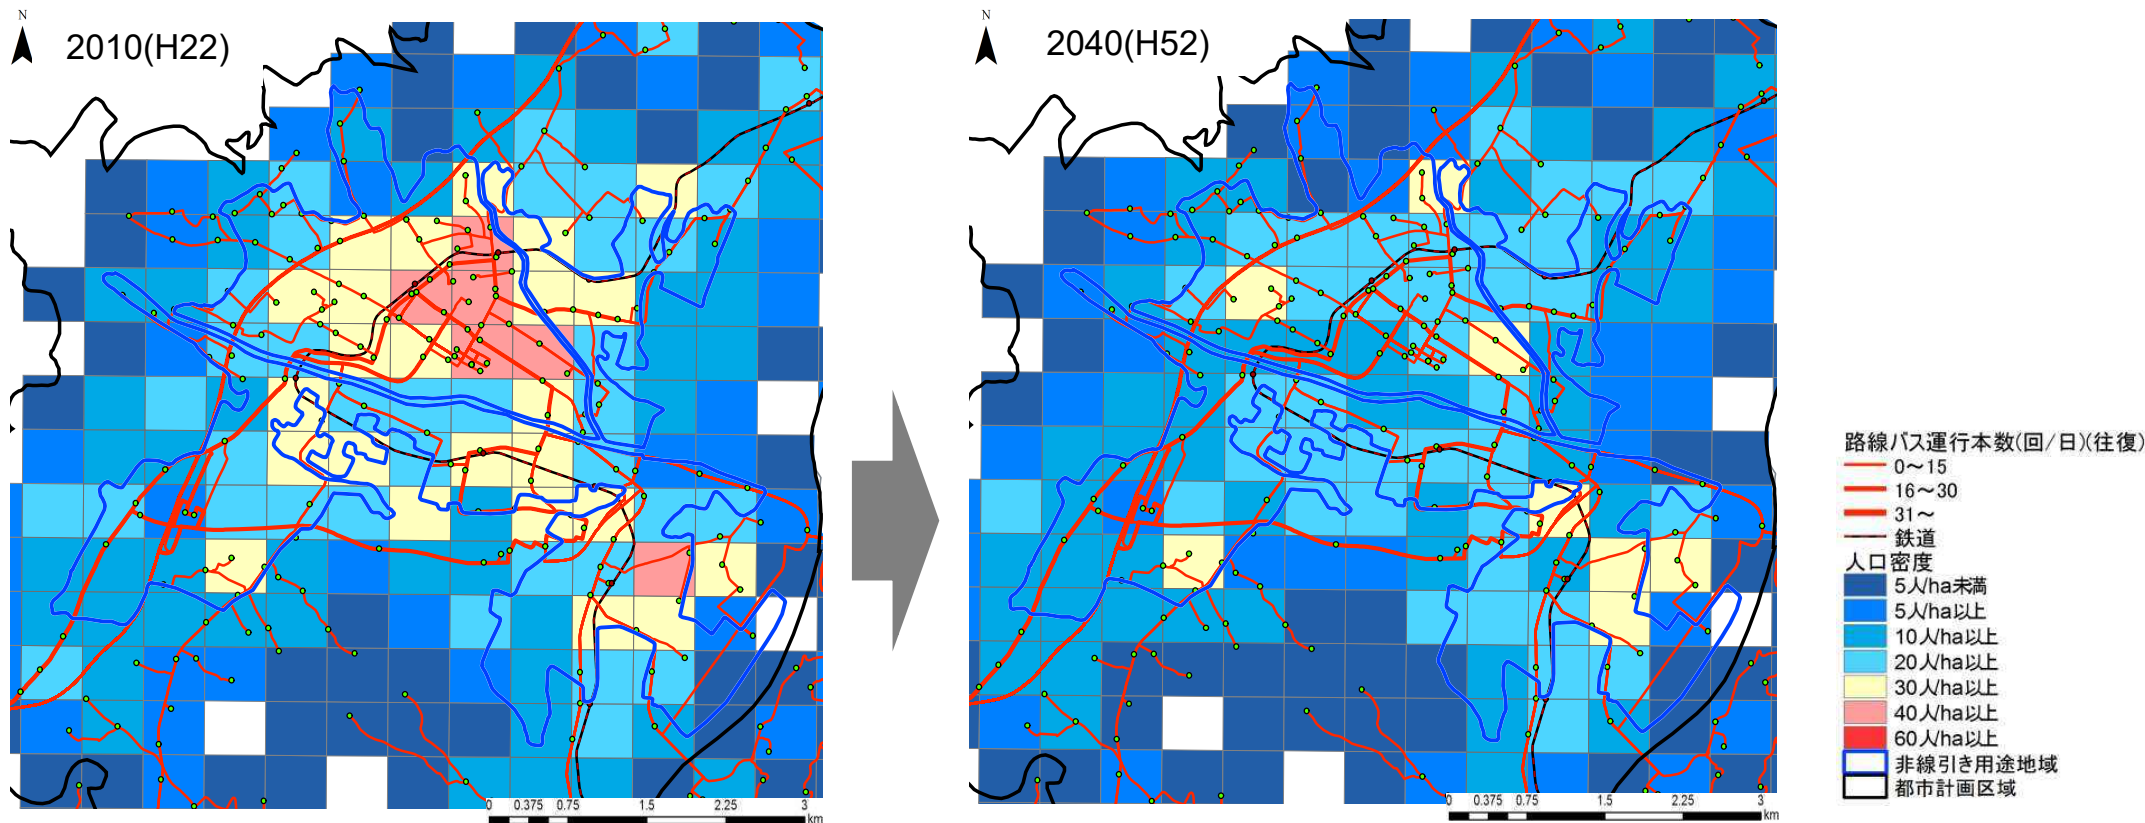 N
2010(H22)
0 0.375 0.75 1.5 2.25 3
km
N
2040(H52)
0 0.375 0.75 1.5 2.25 3
km
路線バス運行本数(回/日)(往復)
0～15
16～30
31～
鉄道
人口密度
5人/ha未満
5人/ha以上
10人/ha以上
20人/ha以上
30人/ha以上
40人/ha以上
60人/ha以上
非線引き用途地域
都市計画区域